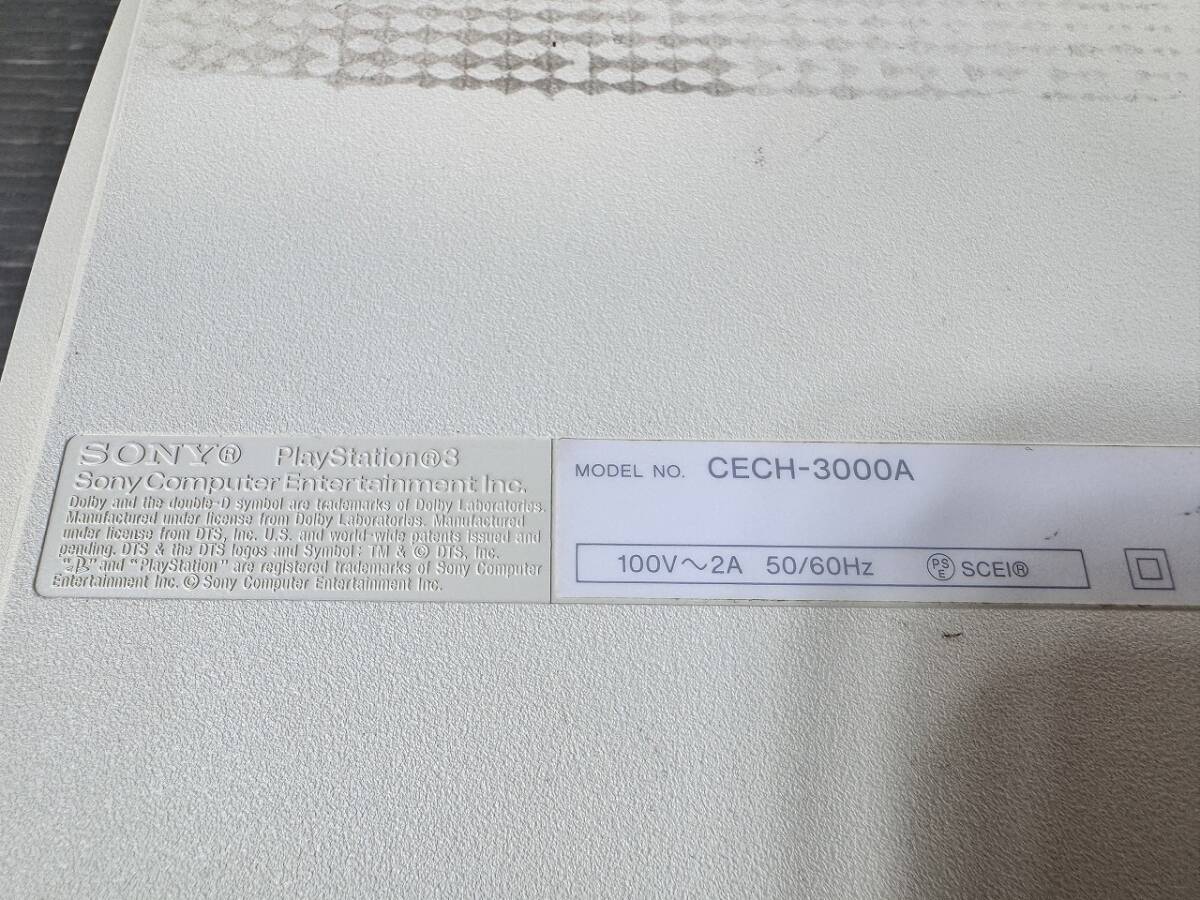 SONY® PlayStation®3
Sony Computer Entertainment Inc.
Dolby and the double-D symbol are trademarks of Dolby Laboratories.
Manufactured under license from Dolby Laboratories. Manufactured
under license from DTS, Inc. U.S. and world-wide patents issued and
pending. DTS & the DTS logos and Symbol: TM & © DTS, Inc.
" " and "PlayStation" are registered trademarks of Sony Computer
Entertainment Inc. © Sony Computer Entertainment Inc.
MODEL NO. CECH-3000A
100V～2A 50/60Hz PSE SCEI®